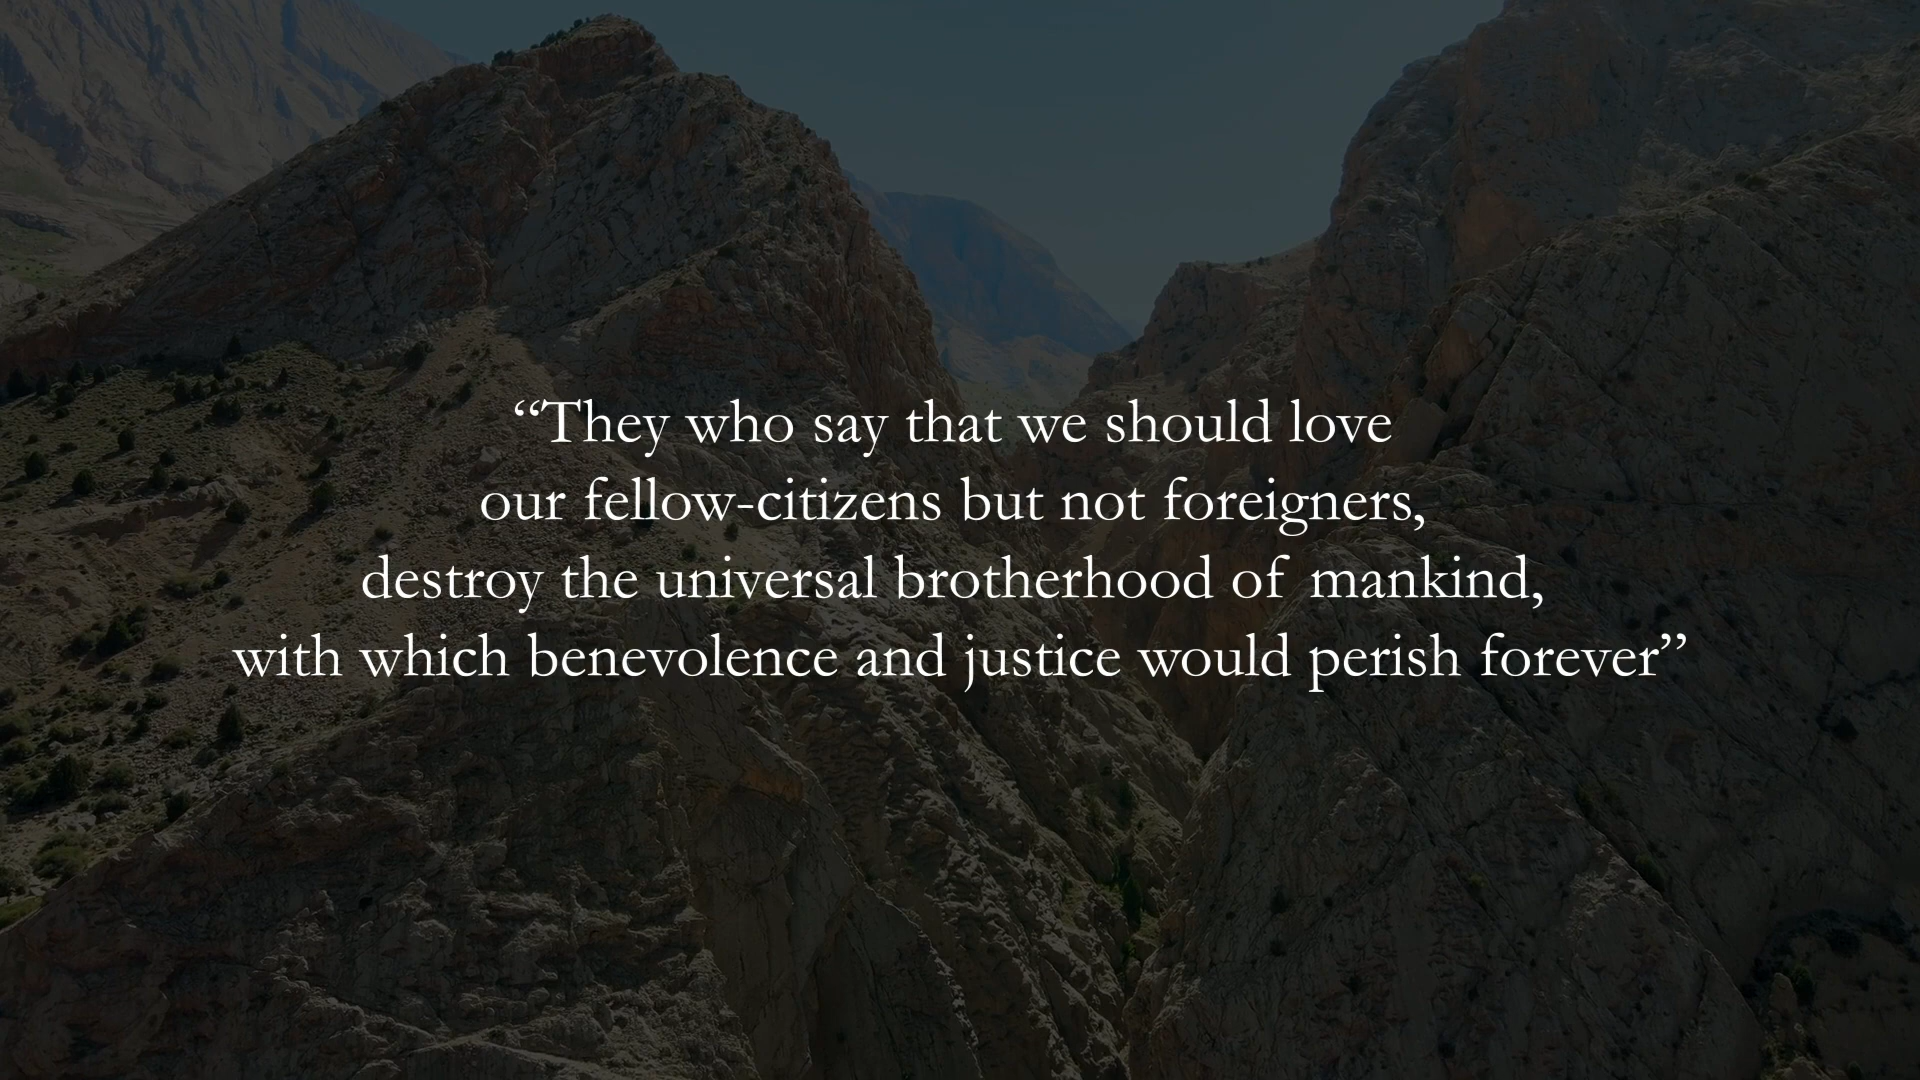 “They who say that we should love
our fellow-citizens but not foreigners,
destroy the universal brotherhood of mankind,
with which benevolence and justice would perish forever”